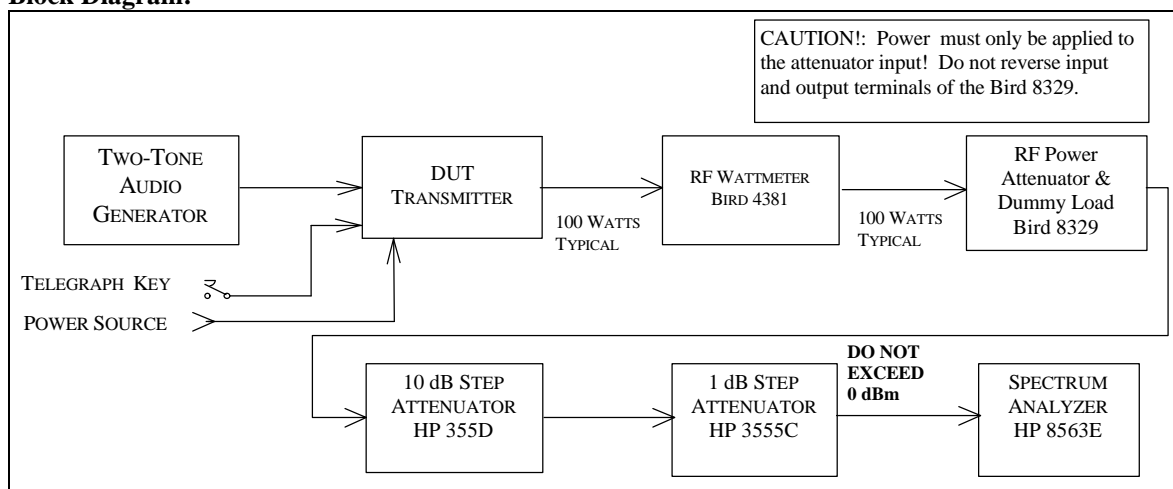 Block Diagram:
CAUTION!: Power must only be applied to
the attenuator input! Do not reverse input
and output terminals of the Bird 8329.
TWO-TONE
AUDIO
GENERATOR
DUT
TRANSMITTER
100 WATTS
TYPICAL
RF WATTMETER
BIRD 4381
100 WATTS
TYPICAL
RF Power
Attenuator &
Dummy Load
Bird 8329
TELEGRAPH KEY
POWER SOURCE
10 dB STEP
ATTENUATOR
HP 355D
1 dB STEP
ATTENUATOR
HP 3555C
DO NOT
EXCEED
0 dBm
SPECTRUM
ANALYZER
HP 8563E